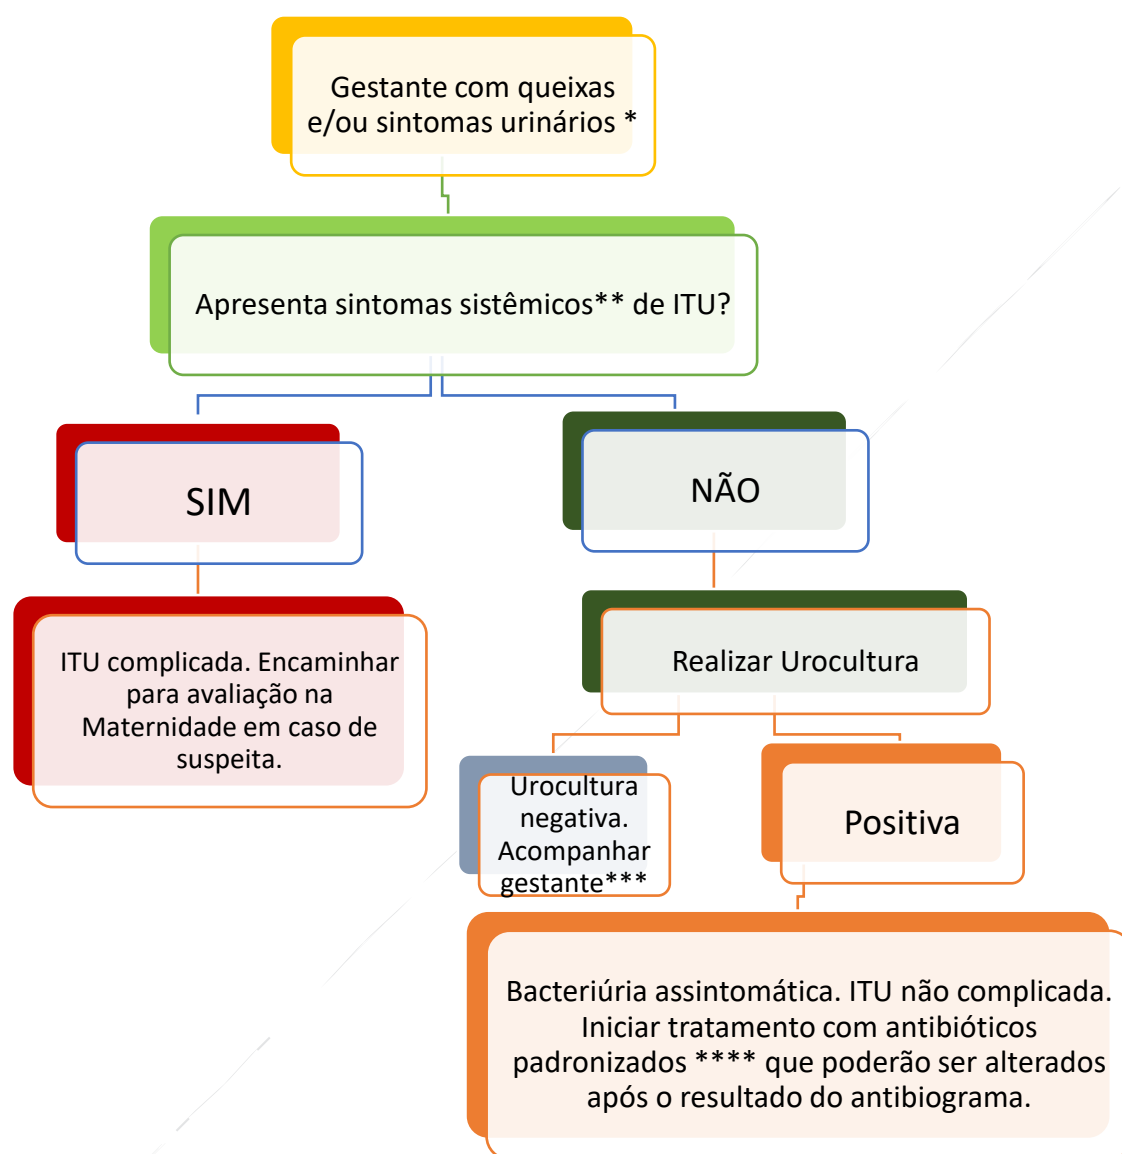 Gestante com queixas
e/ou sintomas urinários *
Apresenta sintomas sistêmicos** de ITU?
SIM
NÃO
ITU complicada. Encaminhar
para avaliação na
Maternidade em caso de
suspeita.
Realizar Urocultura
Urocultura
negativa.
Acompanhar
gestante***
Positiva
Bacteriúria assintomática. ITU não complicada.
Iniciar tratamento com antibióticos
padronizados **** que poderão ser alterados
após o resultado do antibiograma.